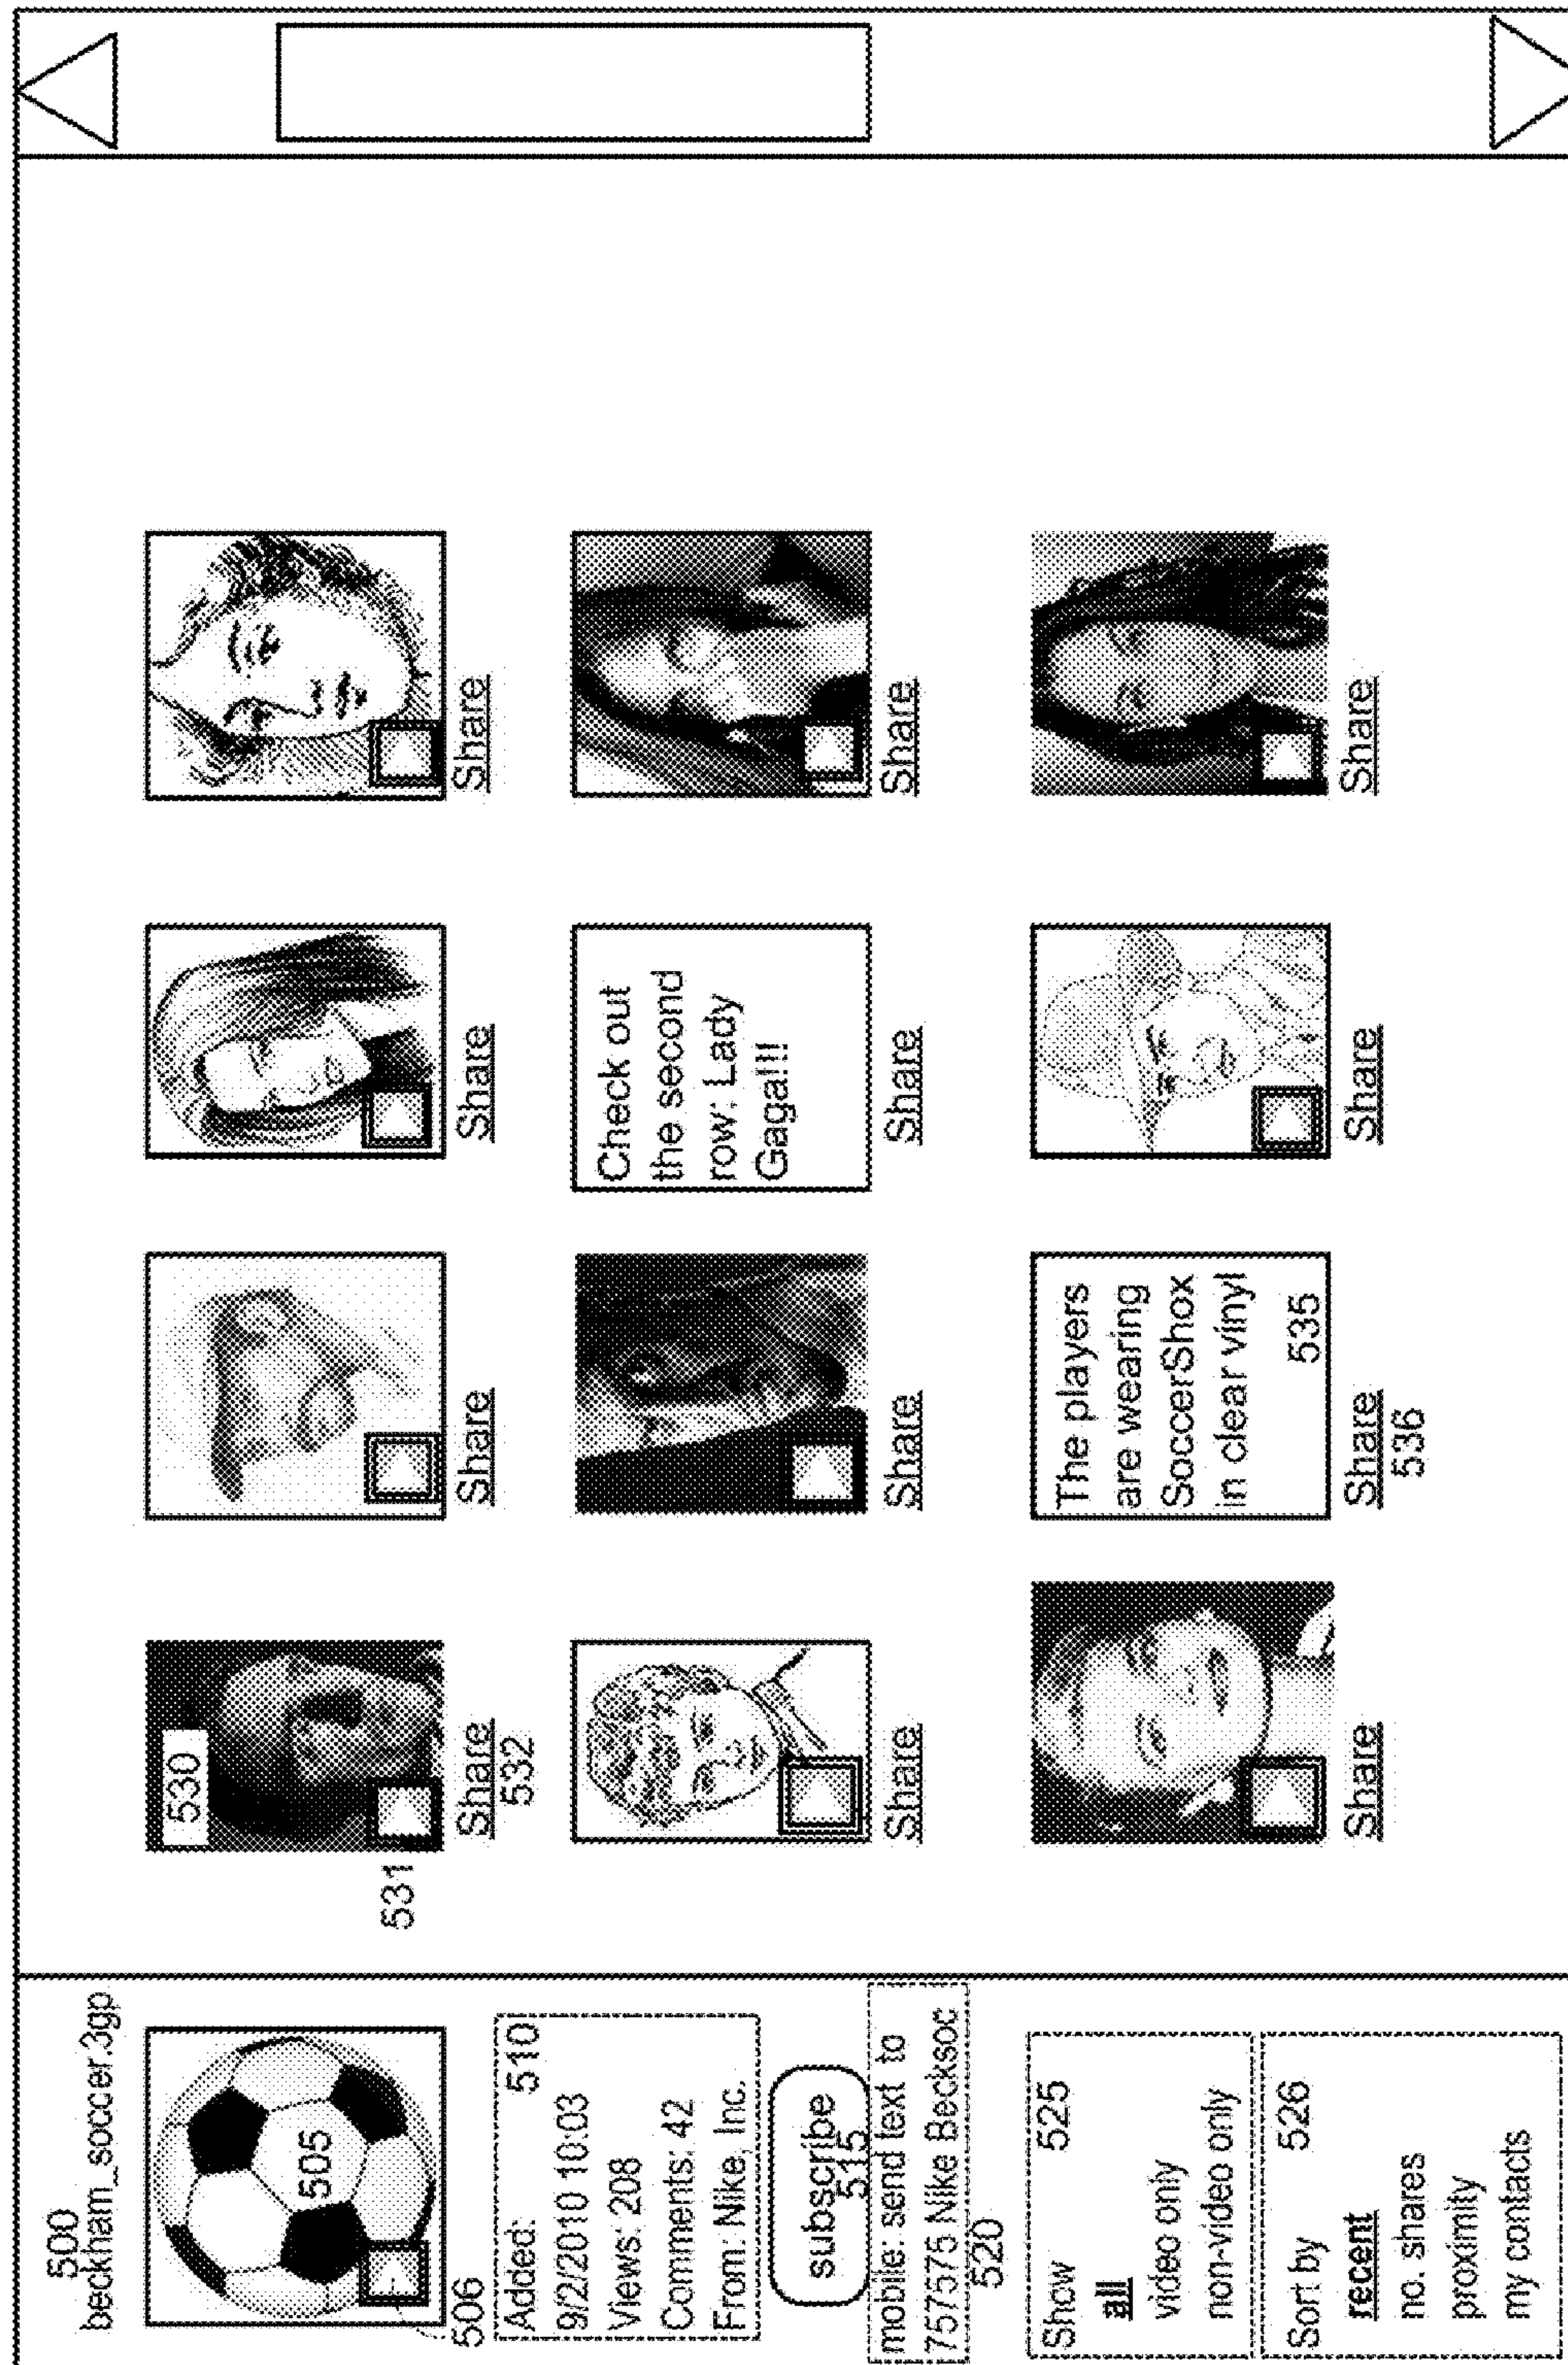 500
beckham_soccer.3gp
505
506
Added: 510
9/2/2010 10:03
Views: 208
Comments: 42
From: Nike, Inc.
subscribe
515
mobile: send text to
757575 Nike Becksoc
520
Show 525
all
video only
non-video only
Sort by 526
recent
no. shares
proximity
my contacts
530
531
Share
532
Share
Share
Share
Share
Share
Check out
the second
row: Lady
Gaga!!!
Share
Share
Share
The players
are wearing
SoccerShox
in clear vinyl
535
Share
536
Share
Share